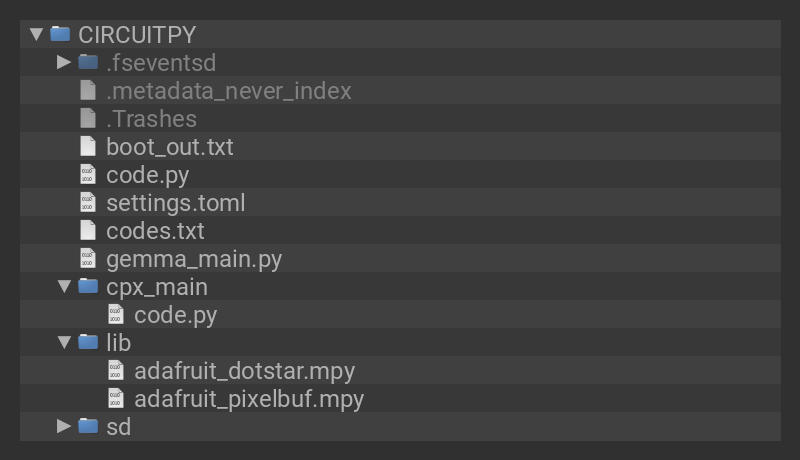 CIRCUITPY
.fseventsd
.metadata_never_index
.Trashes
boot_out.txt
code.py
settings.toml
codes.txt
gemma_main.py
cpx_main
code.py
lib
adafruit_dotstar.mpy
adafruit_pixelbuf.mpy
sd